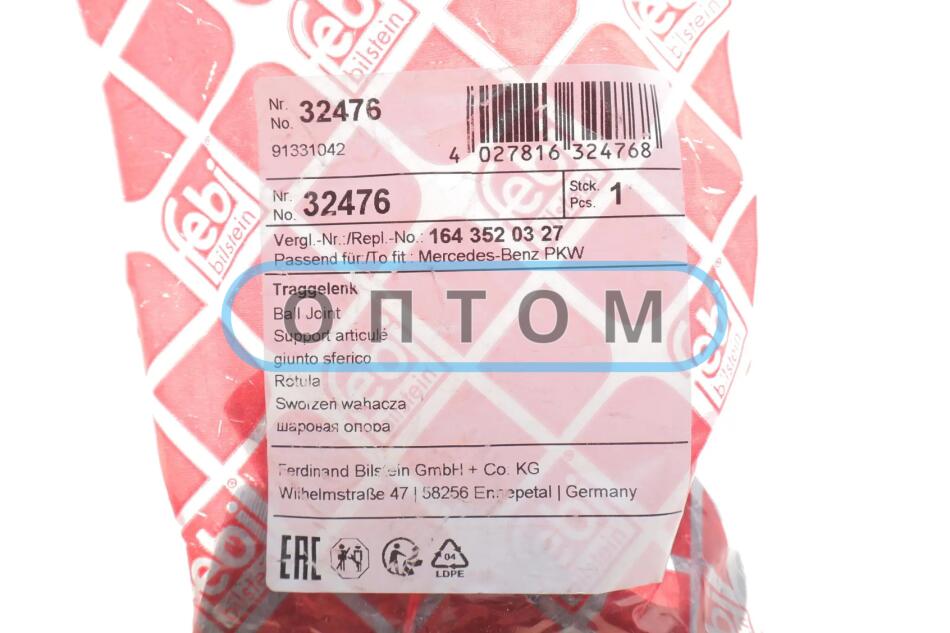 febi
bilstein
Nr.
No. 32476
91331042
4 027816 324768
Nr.
No. 32476
Stck.
Pcs. 1
Vergl.-Nr.:/Repl.-No.: 164 352 03 27
Passend für:/To fit : Mercedes-Benz PKW
Traggelenk
Ball Joint
Support articulé
giunto sferico
Rotula
Sworzen wahacza
шаровая опора
ОПТОМ
Ferdinand Bilstein GmbH + Co. KG
Wilhelmstraße 47 | 58256 Ennepetal | Germany
EAC
04
LDPE